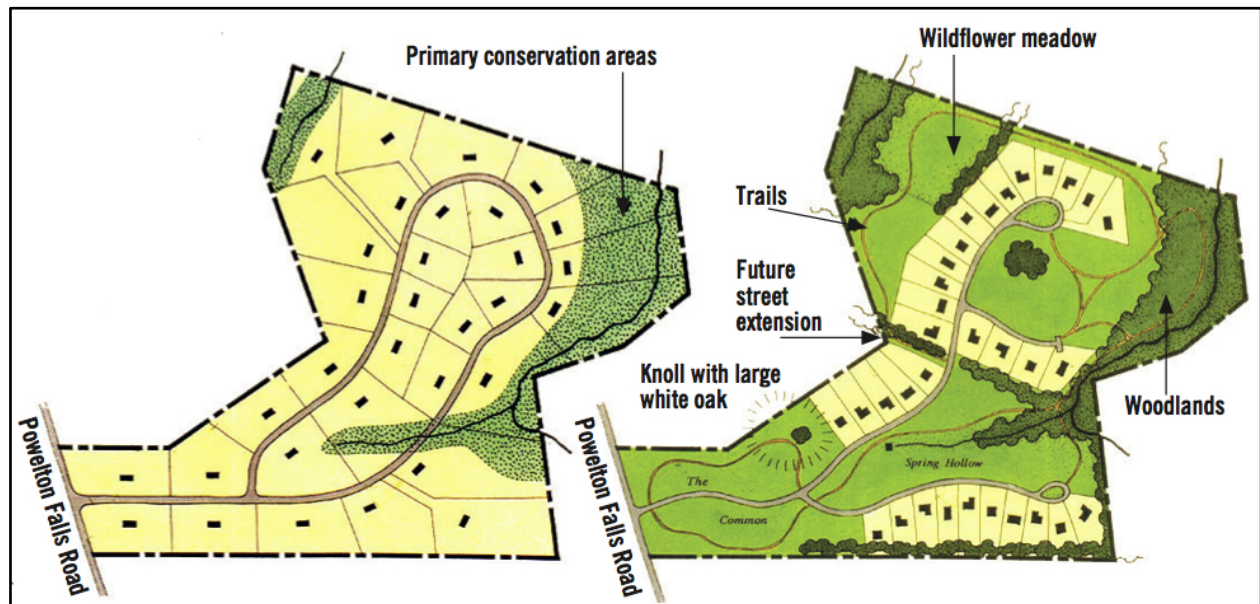 Primary conservation areas
Powelton Falls Road
Wildflower meadow
Trails
Future
street
extension
Knoll with large
white oak
Woodlands
Spring Hollow
The
Common
Powelton Falls Road